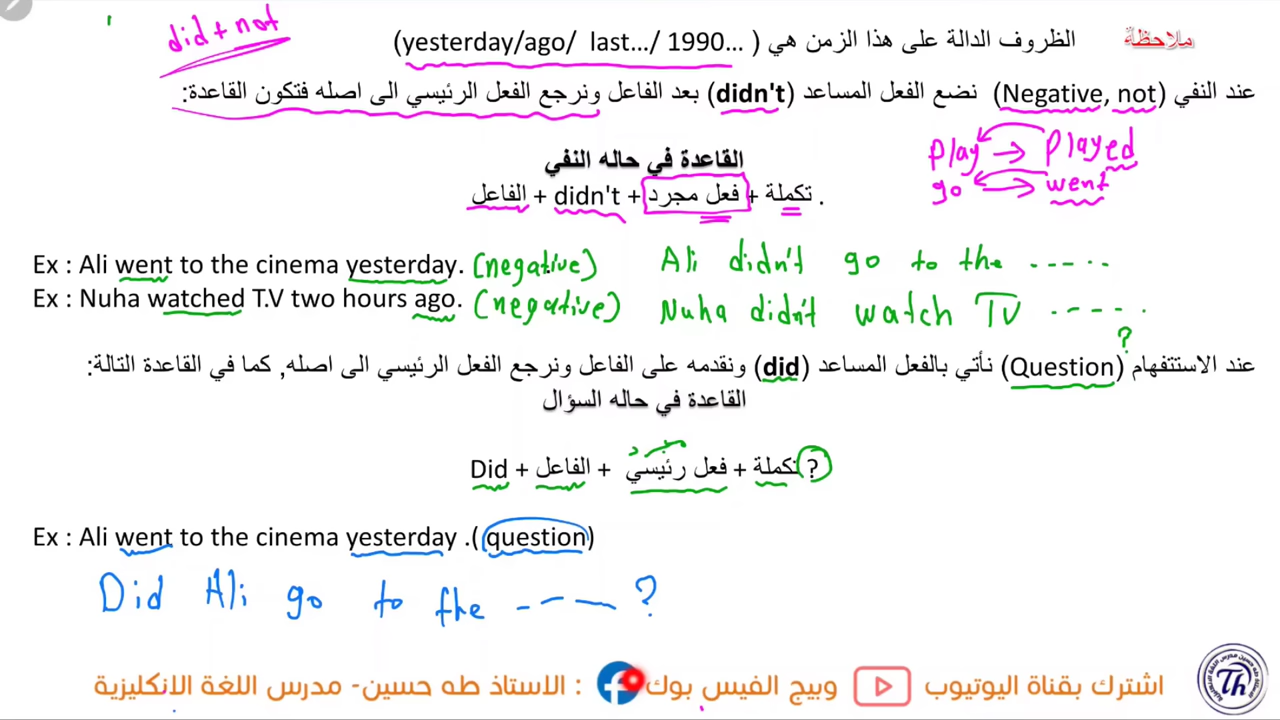 did + not
ملاحظة الظروف الدالة على هذا الزمن هي ( yesterday/ago/ last.../ 1990...)
عند النفي (Negative, not) نضع الفعل المساعد (didn't) بعد الفاعل ونرجع الفعل الرئيسي الى اصله فتكون القاعدة:
play → played
go → went
القاعدة في حاله النفي
الفاعل + didn't + فعل مجرد + تكملة .
Ex : Ali went to the cinema yesterday. (negative) Ali didn't go to the -----..
Ex : Nuha watched T.V two hours ago. (negative) Nuha didn't watch TV -----.
?
عند الاستتفهام (Question) نأتي بالفعل المساعد (did) ونقدمه على الفاعل ونرجع الفعل الرئيسي الى اصله, كما في القاعدة التالة:
القاعدة في حاله السؤال
Did + الفاعل + فعل رئيسي + تكملة ?
Ex : Ali went to the cinema yesterday .( question)
Did Ali go to the ---- ?
اشترك بقناة اليوتيوب وبيج الفيس بوك : الاستاذ طه حسين- مدرس اللغة الانكليزية
Th